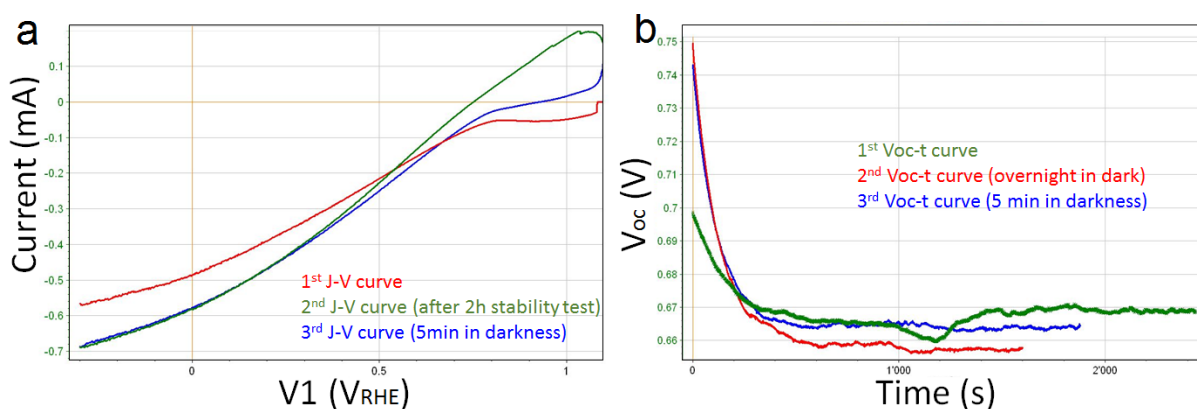 a
Current (mA)
0.1
0
-0.1
-0.2
-0.3
-0.4
-0.5
-0.6
-0.7
1st J-V curve
2nd J-V curve (after 2h stability test)
3rd J-V curve (5min in darkness)
0
1
V1 (VRHE)
b
Voc (V)
0.75
0.74
0.73
0.72
0.71
0.7
0.69
0.68
0.67
0.66
1st Voc-t curve
2nd Voc-t curve (overnight in dark)
3rd Voc-t curve (5 min in darkness)
0
1'000
2'000
Time (s)